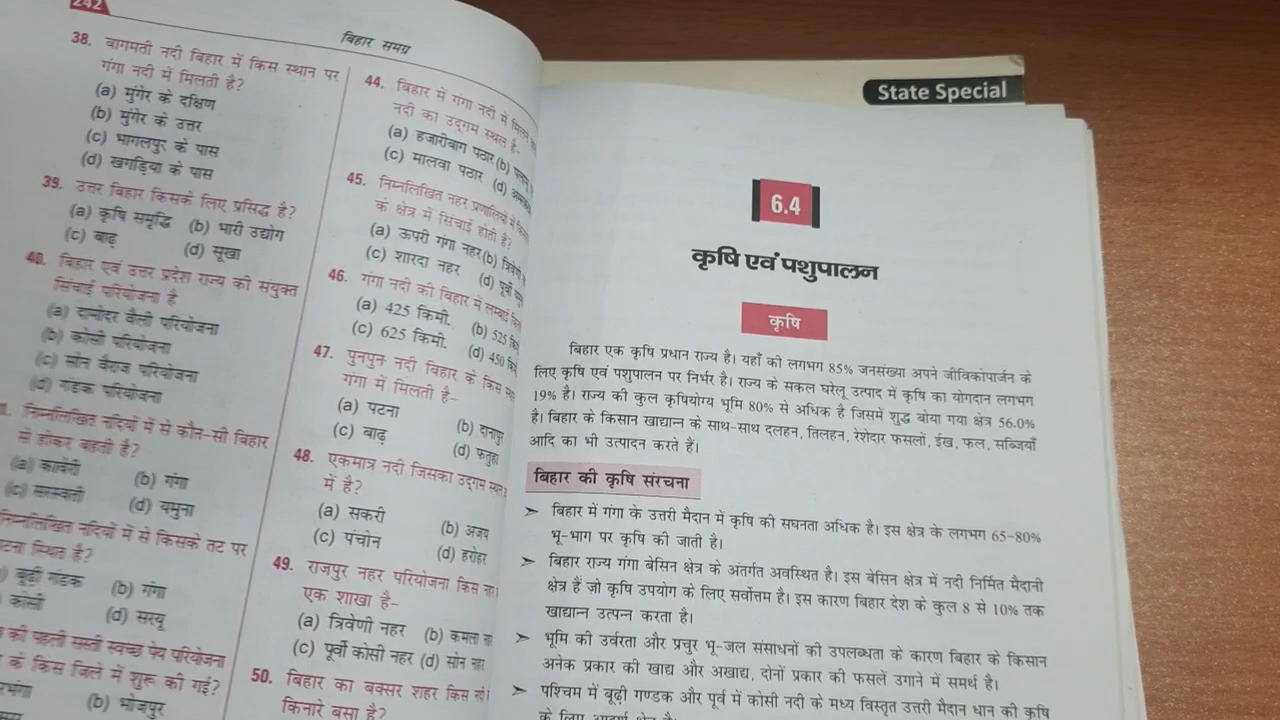 242
बिहार समग्र
38. बागमती नदी बिहार में किस स्थान पर
गंगा नदी में मिलती है?
(a) मुंगेर के दक्षिण
(b) मुंगेर के उत्तर
(c) भागलपुर के पास
(d) खगड़िया के पास
39. उत्तर बिहार किसके लिए प्रसिद्ध है?
(a) कृषि समृद्धि (b) भारी उद्योग
(c) बाढ़ (d) सूखा
40. बिहार एवं उत्तर प्रदेश राज्य की संयुक्त
सिंचाई परियोजना है
(a) दामोदर वैली परियोजना
(b) कोसी परियोजना
(c) सोन बैराज परियोजना
(d) गंडक परियोजना
निम्नलिखित नदियों में से कौन-सी बिहार
से होकर बहती है?
(a) कावेरी (b) गंगा
(c) सरस्वती (d) यमुना
निम्नलिखित नदियों में से किसके तट पर
स्थित है?
बूढ़ी गंडक (b) गंगा
कोसी (d) सरयू
की पहली सस्ती स्वच्छ पेय परियोजना
के किस जिले में शुरू की गई?
(b) भोजपुर
44. बिहार में गंगा नदी में मिलने
नदी का उद्गम स्थल है-
(a) हजारीबाग पठार (b)
(c) मालवा पठार (d)
45. निम्नलिखित नहर प्रणालियों में
के क्षेत्र में सिंचाई होती है?
(a) ऊपरी गंगा नहर (b) त्रिवेणी
(c) शारदा नहर (d) पूर्वी
46. गंगा नदी की बिहार में लम्बाई
(a) 425 किमी. (b) 525
(c) 625 किमी. (d) 450
47. पुनपुन नदी बिहार के किस
गंगा में मिलती है-
(a) पटना (b) दानापुर
(c) बाढ़ (d) फतुहा
48. एकमात्र नदी जिसका उद्गम स्थल
में है?
(a) सकरी (b) अजय
(c) पंचोन (d) हरोहर
49. राजपुर नहर परियोजना किस
एक शाखा है-
(a) त्रिवेणी नहर (b) कमला
(c) पूर्वी कोसी नहर (d) सोन नहर
50. बिहार का बक्सर शहर किस
किनारे बसा है?
State Special
6.4
कृषि एवं पशुपालन
कृषि
बिहार एक कृषि प्रधान राज्य है। यहाँ की लगभग 85% जनसंख्या अपने जीविकोपार्जन के
लिए कृषि एवं पशुपालन पर निर्भर है। राज्य के सकल घरेलू उत्पाद में कृषि का योगदान लगभग
19% है। राज्य की कुल कृषियोग्य भूमि 80% से अधिक है जिसमें शुद्ध बोया गया क्षेत्र 56.0%
है। बिहार के किसान खाद्यान्न के साथ-साथ दलहन, तिलहन, रेशेदार फसलों, ईख, फल, सब्जियाँ
आदि का भी उत्पादन करते हैं।
बिहार की कृषि संरचना
➢ बिहार में गंगा के उत्तरी मैदान में कृषि की सघनता अधिक है। इस क्षेत्र के लगभग 65-80%
भू-भाग पर कृषि की जाती है।
➢ बिहार राज्य गंगा बेसिन क्षेत्र के अंतर्गत अवस्थित है। इस बेसिन क्षेत्र में नदी निर्मित मैदानी
क्षेत्र हैं जो कृषि उपयोग के लिए सर्वोत्तम है। इस कारण बिहार देश के कुल 8 से 10% तक
खाद्यान्न उत्पन्न करता है।
➢ भूमि की उर्वरता और प्रचुर भू-जल संसाधनों की उपलब्धता के कारण बिहार के किसान
अनेक प्रकार की खाद्य और अखाद्य, दोनों प्रकार की फसलें उगाने में समर्थ है।
➢ पश्चिम में बूढ़ी गण्डक और पूर्व में कोसी नदी के मध्य विस्तृत उत्तरी मैदान धान की कृषि
के लिए आदर्श क्षेत्र है।